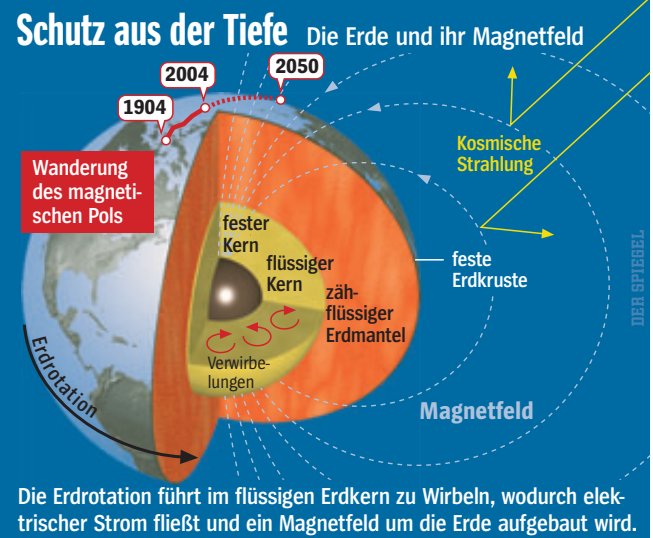 Schutz aus der Tiefe Die Erde und ihr Magnetfeld
2050
2004
1904
Wanderung
des magneti-
schen Pols
Kosmische
Strahlung
fester
Kern
flüssiger
Kern
zäh-
flüssiger
Erdmantel
feste
Erdkruste
Verwirbe-
lungen
Erdrotation
Magnetfeld
DER SPIEGEL
Die Erdrotation führt im flüssigen Erdkern zu Wirbeln, wodurch elek-
trischer Strom fließt und ein Magnetfeld um die Erde aufgebaut wird.